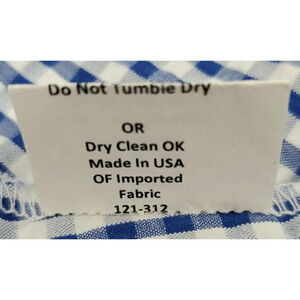 Do Not Tumble Dry
OR
Dry Clean OK
Made In USA
OF Imported
Fabric
121-312